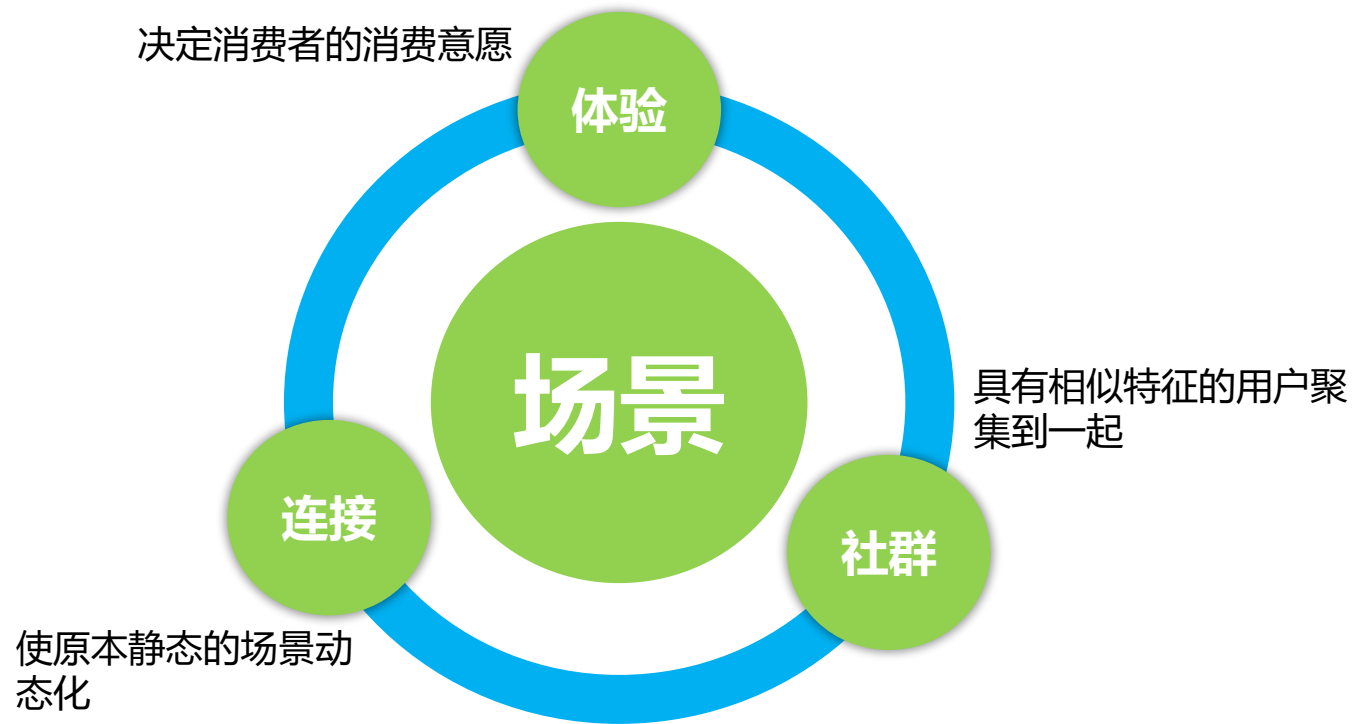 决定消费者的消费意愿
体验
场景
具有相似特征的用户聚
集到一起
连接
社群
使原本静态的场景动
态化